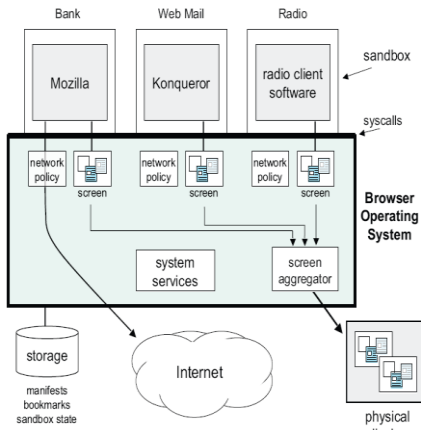 Bank
Web Mail
Radio
Mozilla
Konqueror
radio client
software
sandbox
syscalls
network
policy
screen
network
policy
screen
network
policy
screen
Browser
Operating
System
system
services
screen
aggregator
storage
manifests
bookmarks
sandbox state
Internet
physical